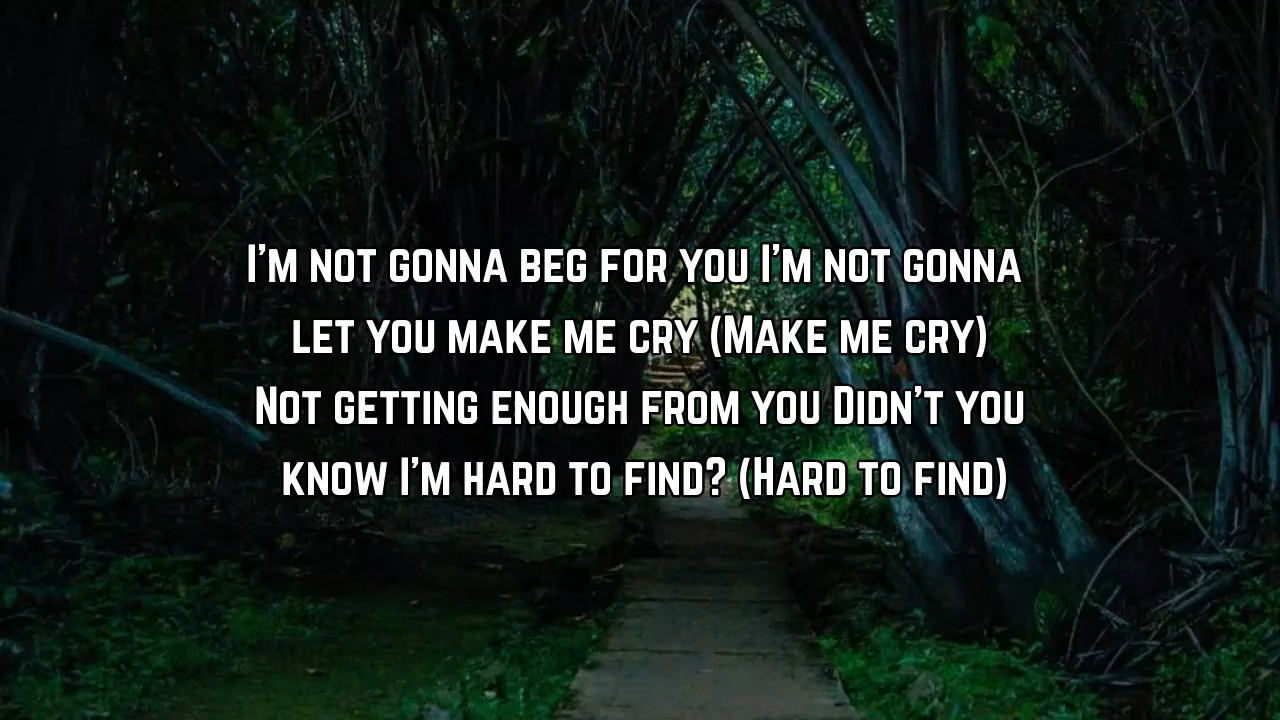 I'm not gonna beg for you I'm not gonna
let you make me cry (Make me cry)
Not getting enough from you Didn't you
know I'm hard to find? (Hard to find)